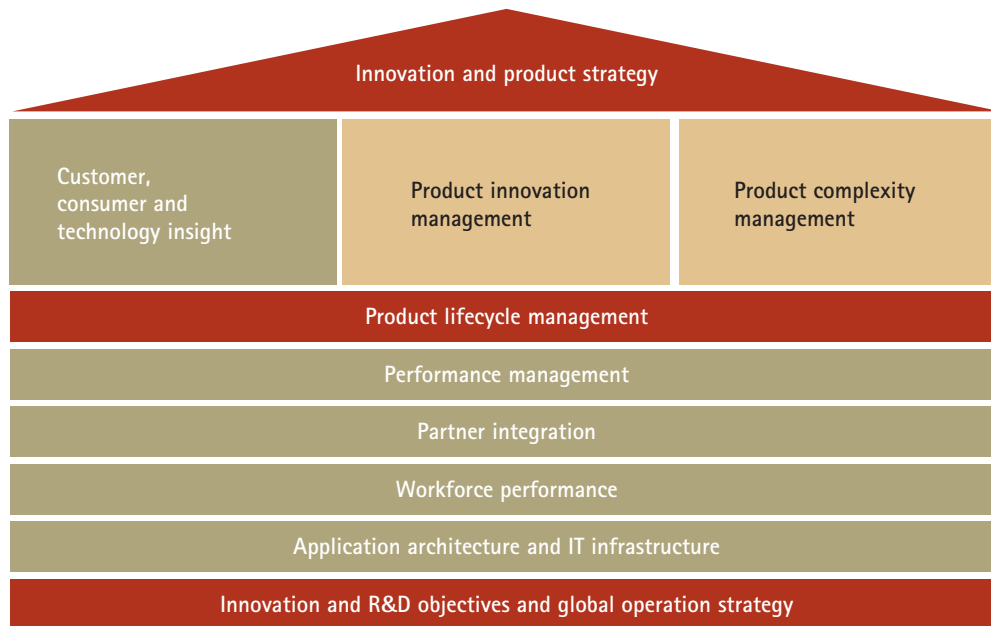 Innovation and product strategy
Customer,
consumer and
technology insight
Product innovation
management
Product complexity
management
Product lifecycle management
Performance management
Partner integration
Workforce performance
Application architecture and IT infrastructure
Innovation and R&D objectives and global operation strategy